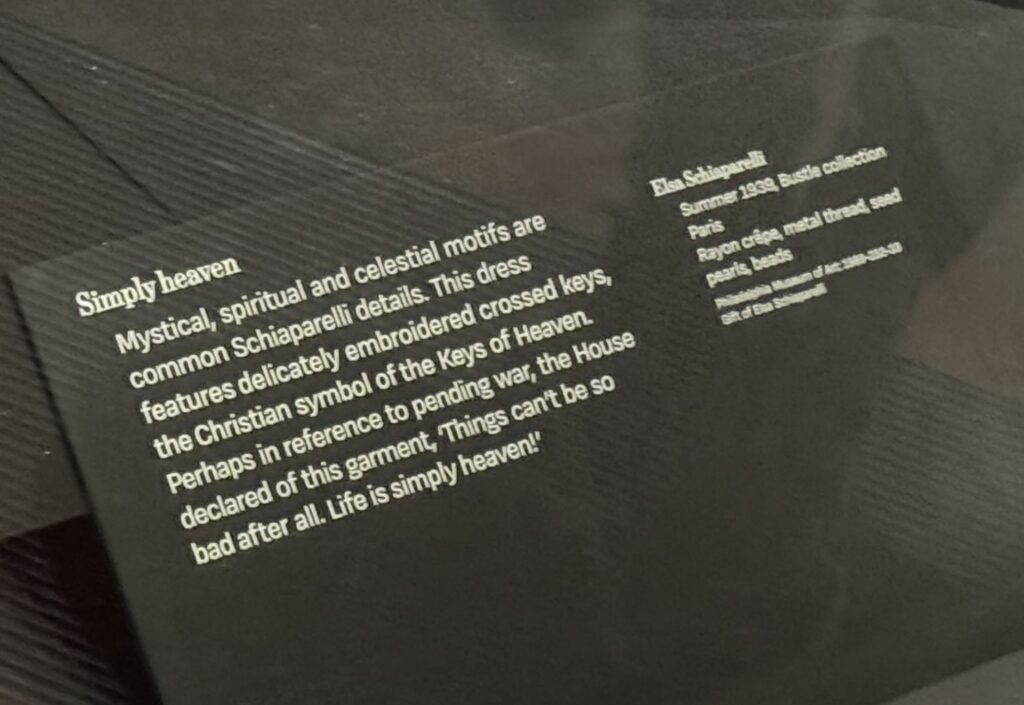 Simply heaven
Mystical, spiritual and celestial motifs are
common Schiaparelli details. This dress
features delicately embroidered crossed keys,
the Christian symbol of the Keys of Heaven.
Perhaps in reference to pending war, the House
declared of this garment, 'Things can't be so
bad after all. Life is simply heaven!'
Elsa Schiaparelli
Summer 1939, Bustle collection
Paris
Rayon crêpe, metal thread, seed
pearls, beads
Philadelphia Museum of Art:
Gift of Elsa Schiaparelli